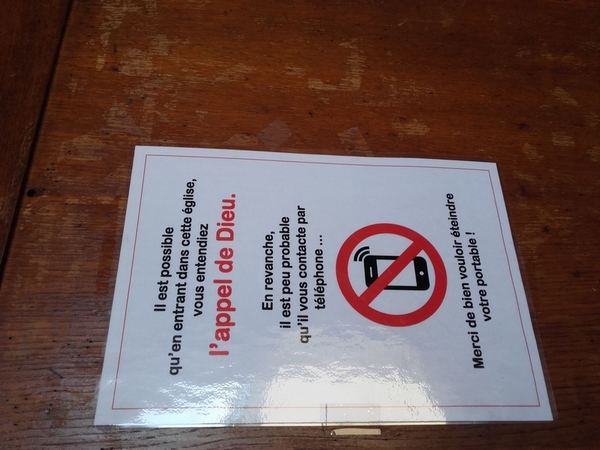 Il est possible
qu'en entrant dans cette église,
vous entendiez
l'appel de Dieu.
En revanche,
il est peu probable
qu'il vous contacte par
téléphone ...
Merci de bien vouloir éteindre
votre portable !